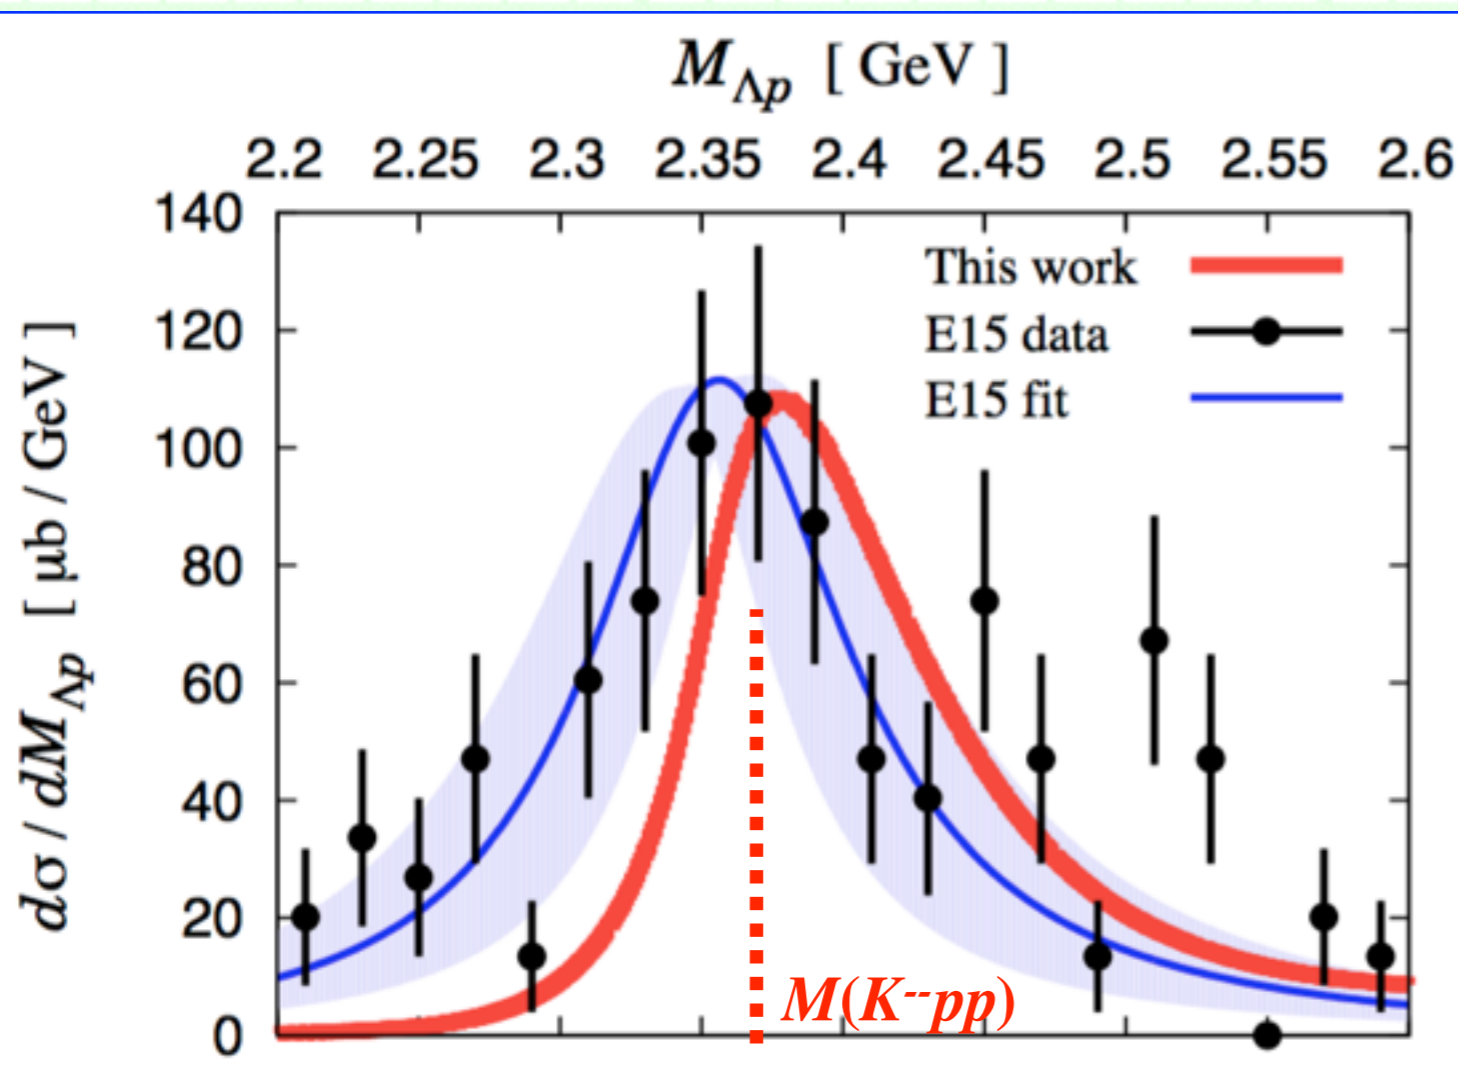 M_Λp [ GeV ]
2.2 2.25 2.3 2.35 2.4 2.45 2.5 2.55 2.6
140
120
100
80
60
40
20
0
dσ / dM_Λp [ μb / GeV ]
This work
E15 data
E15 fit
M(K⁻⁻pp)